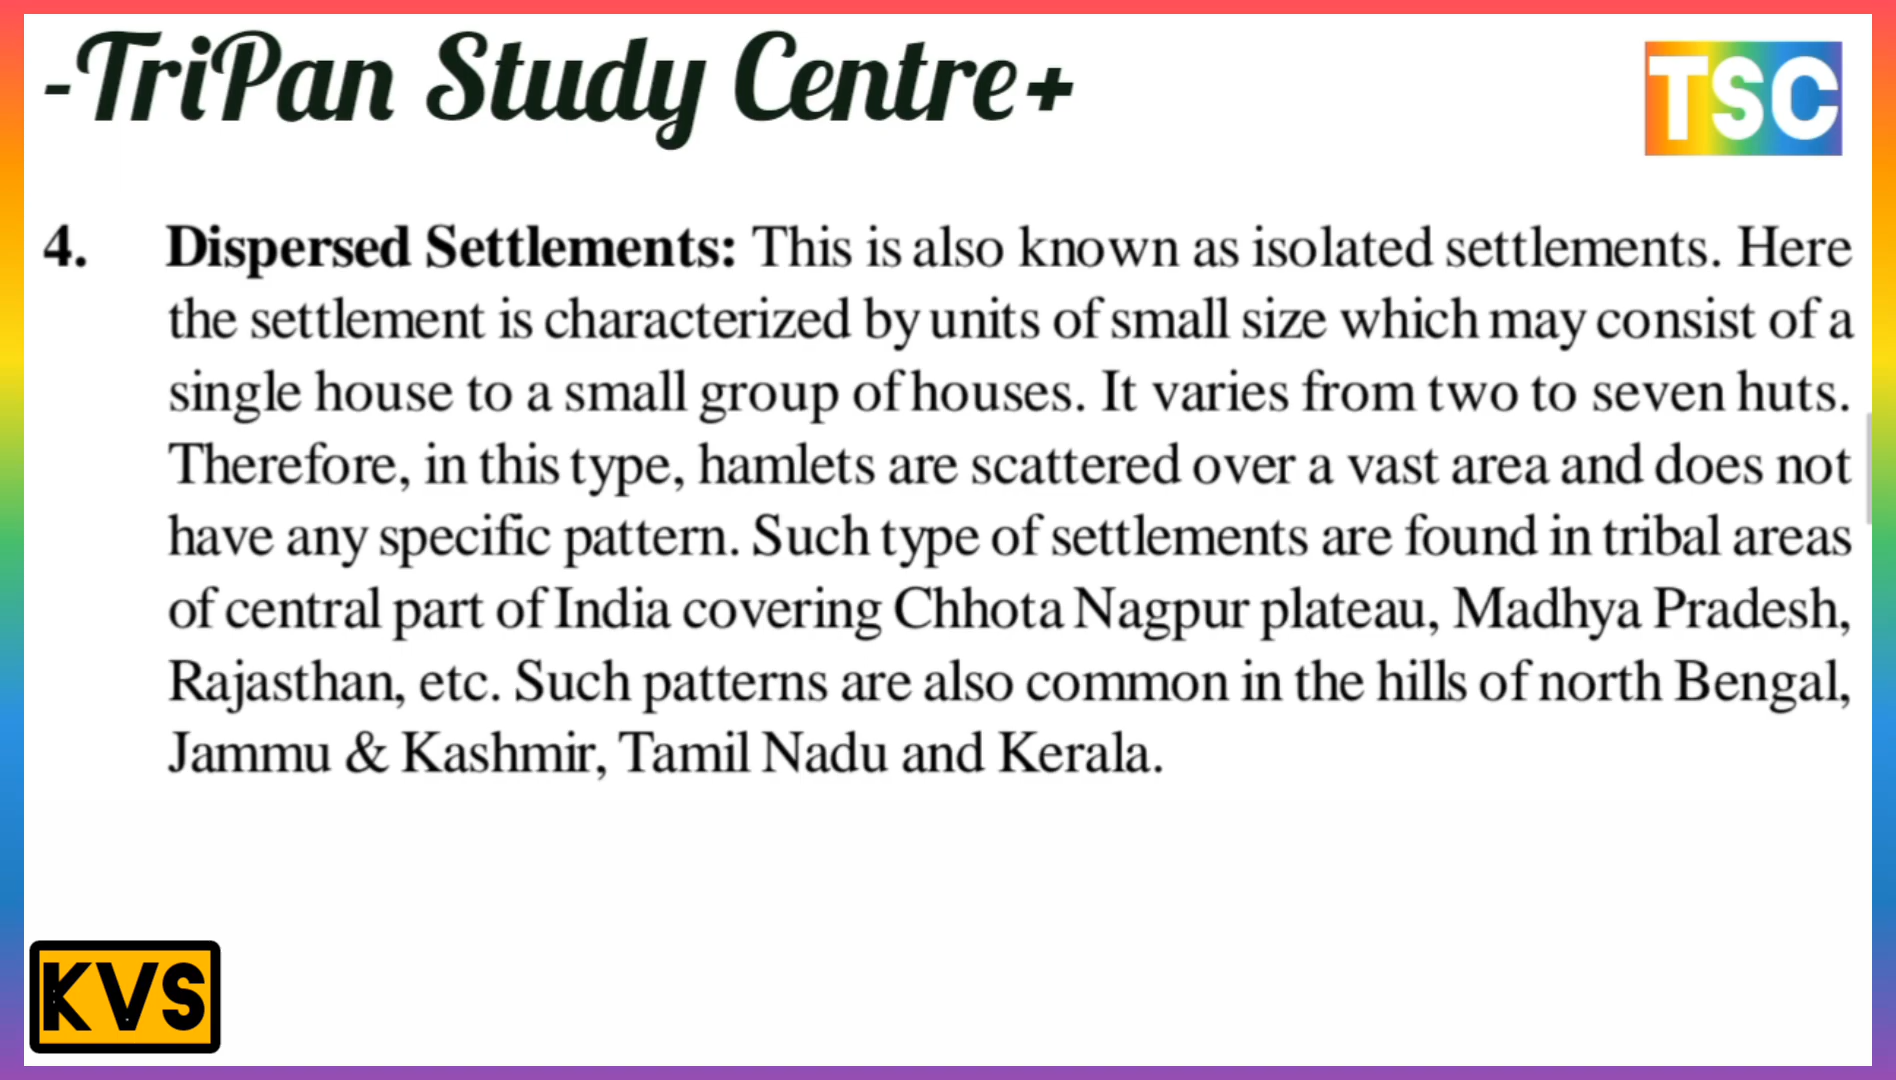 -TriPan Study Centre+
TSC
4. Dispersed Settlements: This is also known as isolated settlements. Here
the settlement is characterized by units of small size which may consist of a
single house to a small group of houses. It varies from two to seven huts.
Therefore, in this type, hamlets are scattered over a vast area and does not
have any specific pattern. Such type of settlements are found in tribal areas
of central part of India covering Chhota Nagpur plateau, Madhya Pradesh,
Rajasthan, etc. Such patterns are also common in the hills of north Bengal,
Jammu & Kashmir, Tamil Nadu and Kerala.
KVS